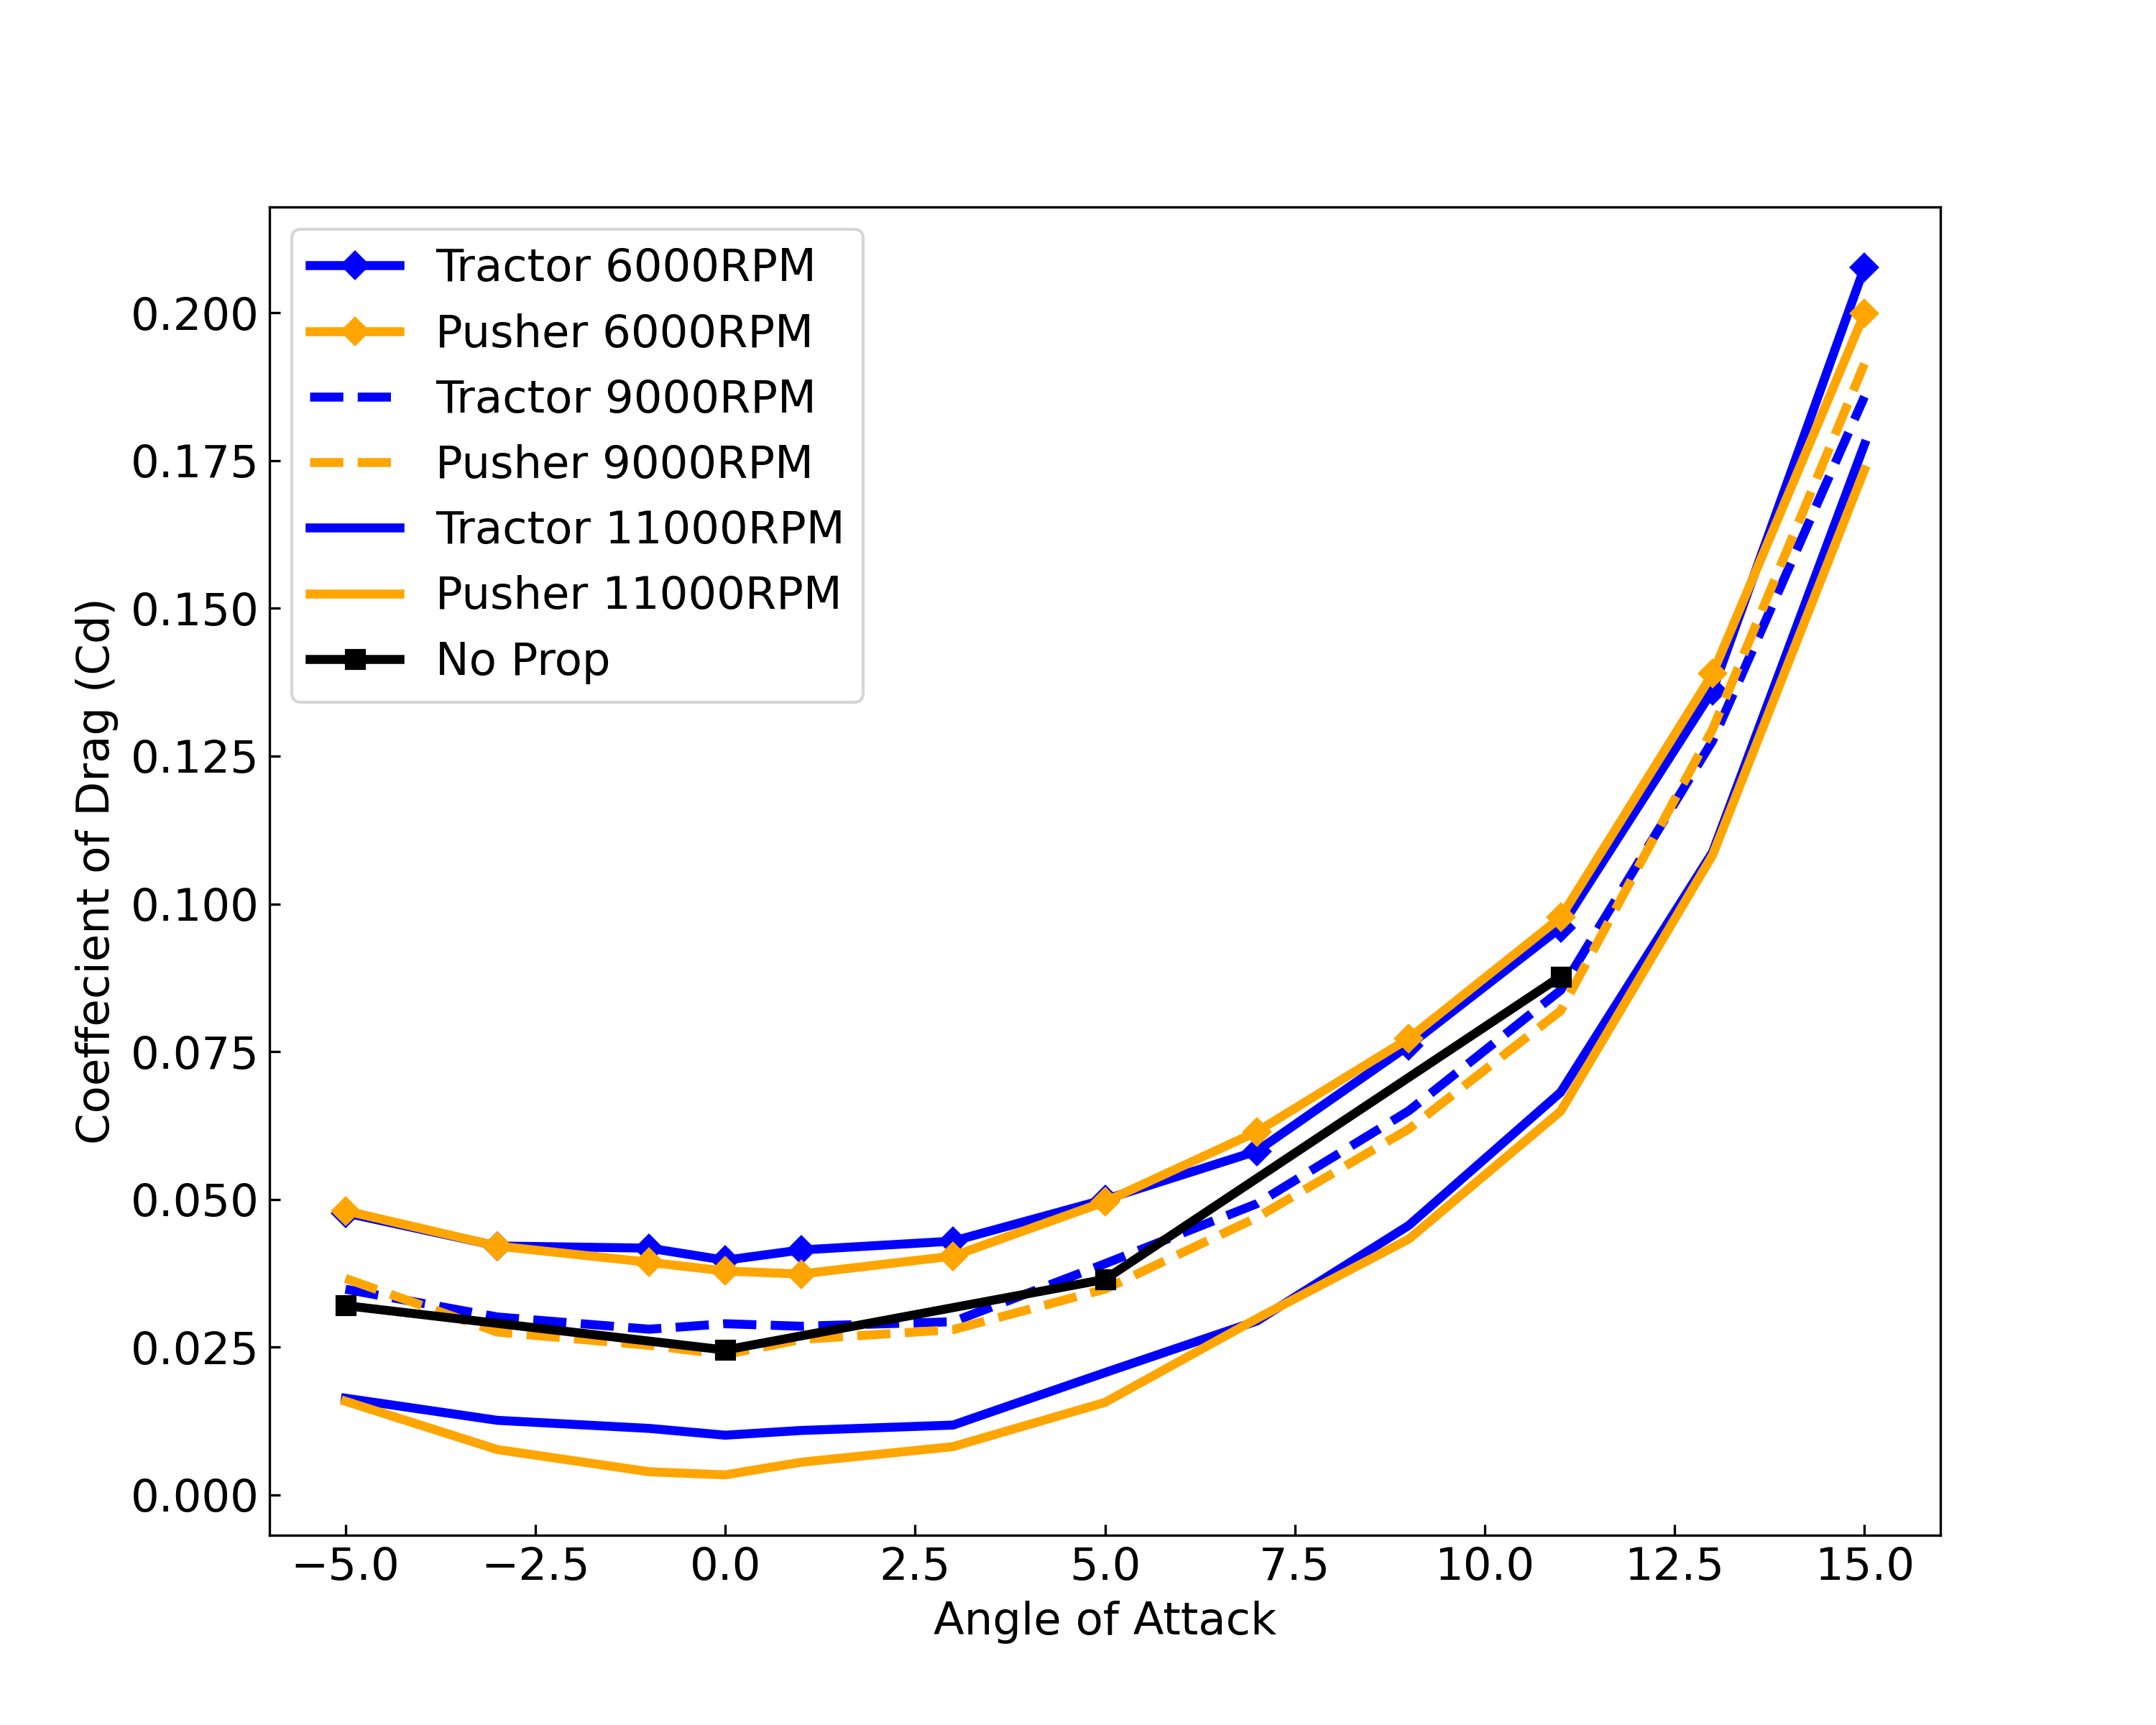 Tractor 6000RPM
Pusher 6000RPM
Tractor 9000RPM
Pusher 9000RPM
Tractor 11000RPM
Pusher 11000RPM
No Prop
0.200
0.175
0.150
0.125
0.100
0.075
0.050
0.025
0.000
Coeffecient of Drag (Cd)
−5.0 −2.5 0.0 2.5 5.0 7.5 10.0 12.5 15.0
Angle of Attack